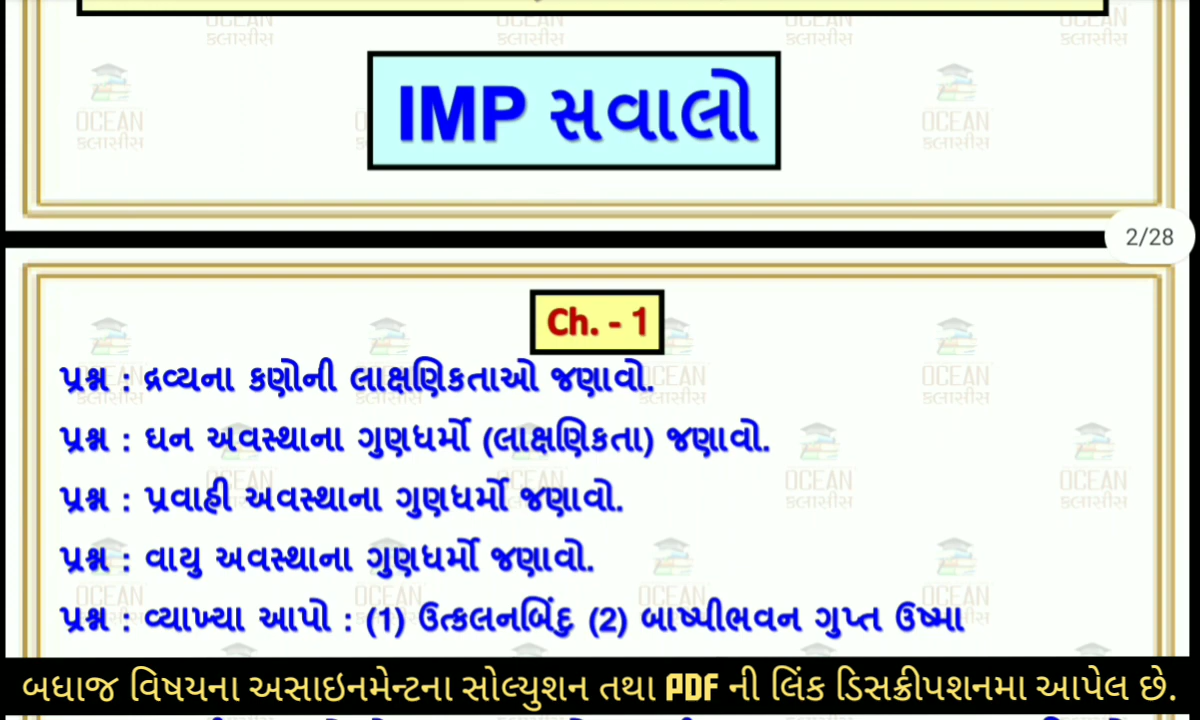 IMP સવાલો
2/28
Ch. - 1
પ્રશ્ન : દ્રવ્યના કણોની લાક્ષણિકતાઓ જણાવો.
પ્રશ્ન : ઘન અવસ્થાના ગુણધર્મો (લાક્ષણિકતા) જણાવો.
પ્રશ્ન : પ્રવાહી અવસ્થાના ગુણધર્મો જણાવો.
પ્રશ્ન : વાયુ અવસ્થાના ગુણધર્મો જણાવો.
પ્રશ્ન : વ્યાખ્યા આપો : (1) ઉત્કલનબિંદુ (2) બાષ્પીભવન ગુપ્ત ઉષ્મા
બધાજ વિષયના અસાઇનમેન્ટના સોલ્યુશન તથા PDF ની લિંક ડિસક્રીપશનમા આપેલ છે.
OCEAN
ક્લાસીસ